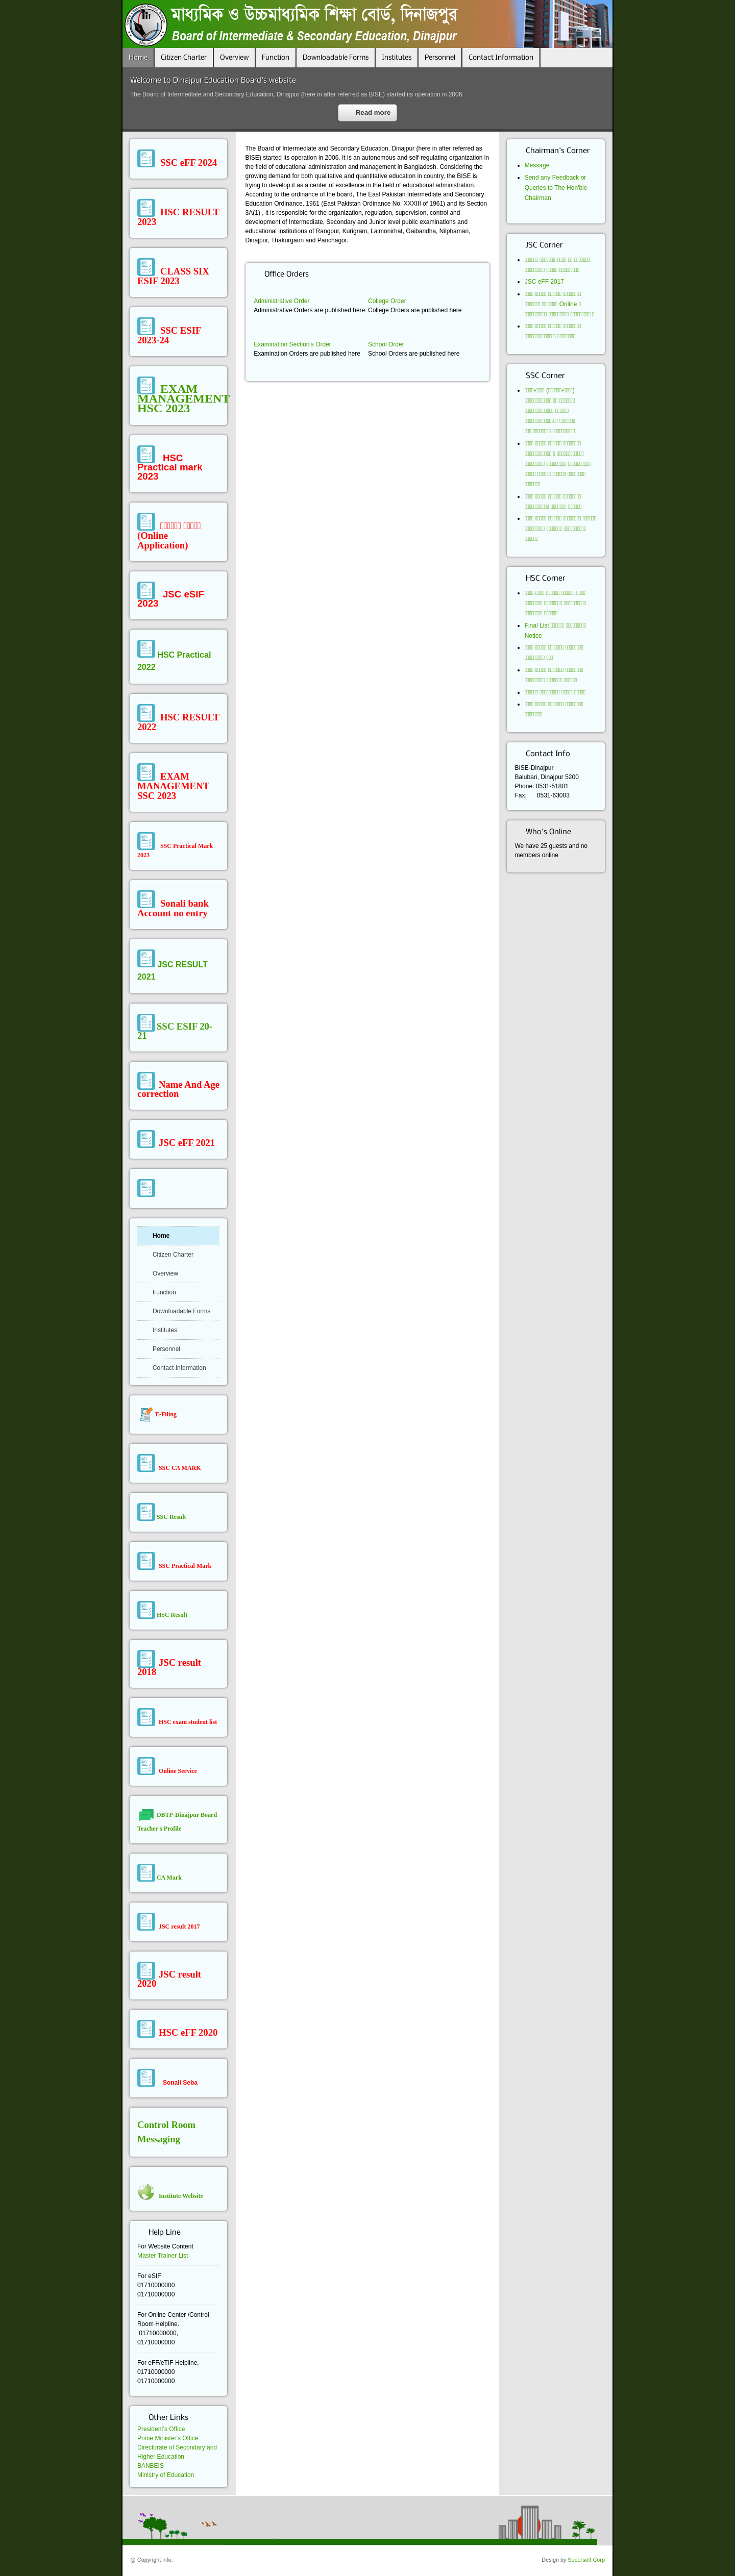 মাধ্যমিক ও উচ্চমাধ্যমিক শিক্ষা বোর্ড, দিনাজপুর
Board of Intermediate & Secondary Education, Dinajpur
Home
Citizen Charter
Overview
Function
Downloadable Forms
Institutes
Personnel
Contact Information
Welcome to Dinajpur Education Board's website
The Board of Intermediate and Secondary Education, Dinajpur (here in after referred as BISE) started its operation in 2006.
Read more
SSC eFF 2024
HSC RESULT
2023
CLASS SIX
ESIF 2023
SSC ESIF
2023-24
EXAM
MANAGEMENT
HSC 2023
HSC
Practical mark
2023
(Online
Application)
JSC eSIF
2023
HSC Practical
2022
HSC RESULT
2022
EXAM
MANAGEMENT
SSC 2023
SSC Practical Mark
2023
Sonali bank
Account no entry
JSC RESULT
2021
SSC ESIF 20-
21
Name And Age
correction
JSC eFF 2021
Home
Citizen Charter
Overview
Function
Downloadable Forms
Institutes
Personnel
Contact Information
E-Filing
SSC CA MARK
SSC Result
SSC Practical Mark
HSC Result
JSC result
2018
HSC exam student list
Online Service
DBTP-Dinajpur Board
Teacher's Profile
CA Mark
JSC result 2017
JSC result
2020
HSC eFF 2020
Sonali Seba
Control Room
Messaging
Institute Website
Help Line
For Website Content
Master Trainer List
For eSIF
01710000000
01710000000
For Online Center /Control
Room Helpline.
01710000000,
01710000000
For eFF/eTIF Helpline.
01710000000
01710000000
Other Links
President's Office
Prime Minister's Office
Directorate of Secondary and
Higher Education
BANBEIS
Ministry of Education
The Board of Intermediate and Secondary Education, Dinajpur (here in after referred as
BISE) started its operation in 2006. It is an autonomous and self-regulating organization in
the field of educational administration and management in Bangladesh. Considering the
growing demand for both qualitative and quantitative education in country, the BISE is
trying to develop it as a center of excellence in the field of educational administration.
According to the ordinance of the board, The East Pakistan Intermediate and Secondary
Education Ordinance, 1961 (East Pakistan Ordinance No. XXXIII of 1961) and its (Section
3A(1) , it is responsible for the organization, regulation, supervision, control and
development of Intermediate, Secondary and Junior level public examinations and
educational institutions of Rangpur, Kurigram, Lalmonirhat, Gaibandha, Nilphamari,
Dinajpur, Thakurgaon and Panchagor.
Office Orders
Administrative Order
Administrative Orders are published here
College Order
College Orders are published here
Examination Section's Order
Examination Orders are published here
School Order
School Orders are published here
Chairman's Corner
Message
Send any Feedback or
Queries to The Hon'ble
Chairman
JSC Corner
JSC eFF 2017
Online
SSC Corner
HSC Corner
Final List
Notice
Contact Info
BISE-Dinajpur
Balubari, Dinajpur 5200
Phone: 0531-51801
Fax: 0531-63003
Who's Online
We have 25 guests and no
members online
@ Copyright info.
Design by Supersoft Corp